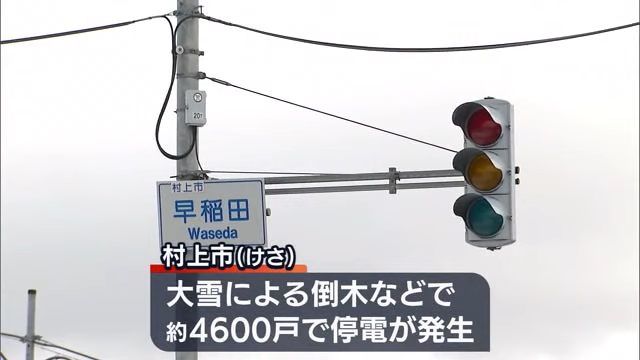 20T
村上市
早稲田
Waseda
村上市(けさ)
大雪による倒木などで
約4600戸で停電が発生